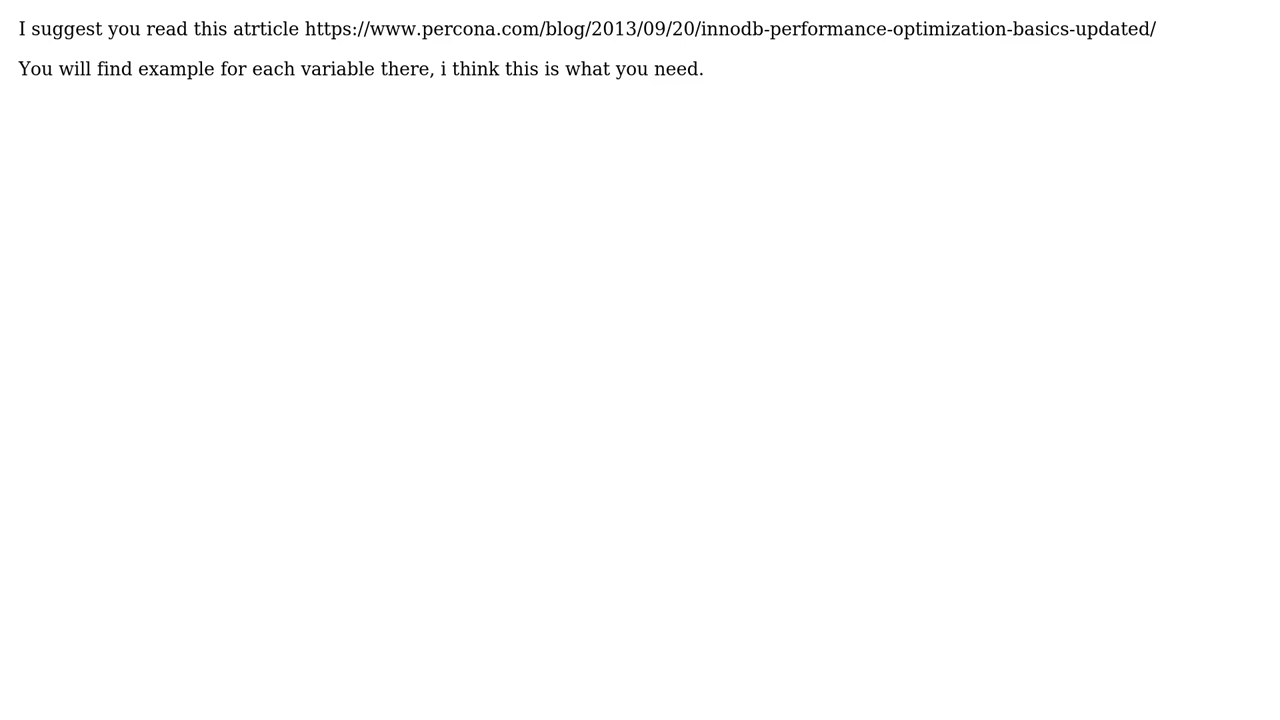 I suggest you read this atrticle https://www.percona.com/blog/2013/09/20/innodb-performance-optimization-basics-updated/
You will find example for each variable there, i think this is what you need.